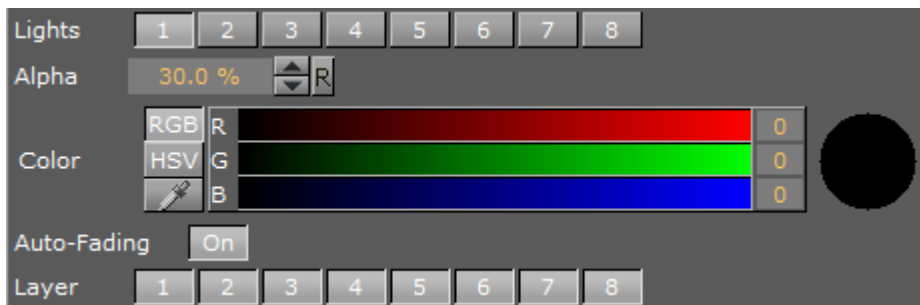 Lights 1 2 3 4 5 6 7 8
Alpha 30.0 % R
RGB R 0
Color HSV G 0
B 0
Auto-Fading On
Layer 1 2 3 4 5 6 7 8